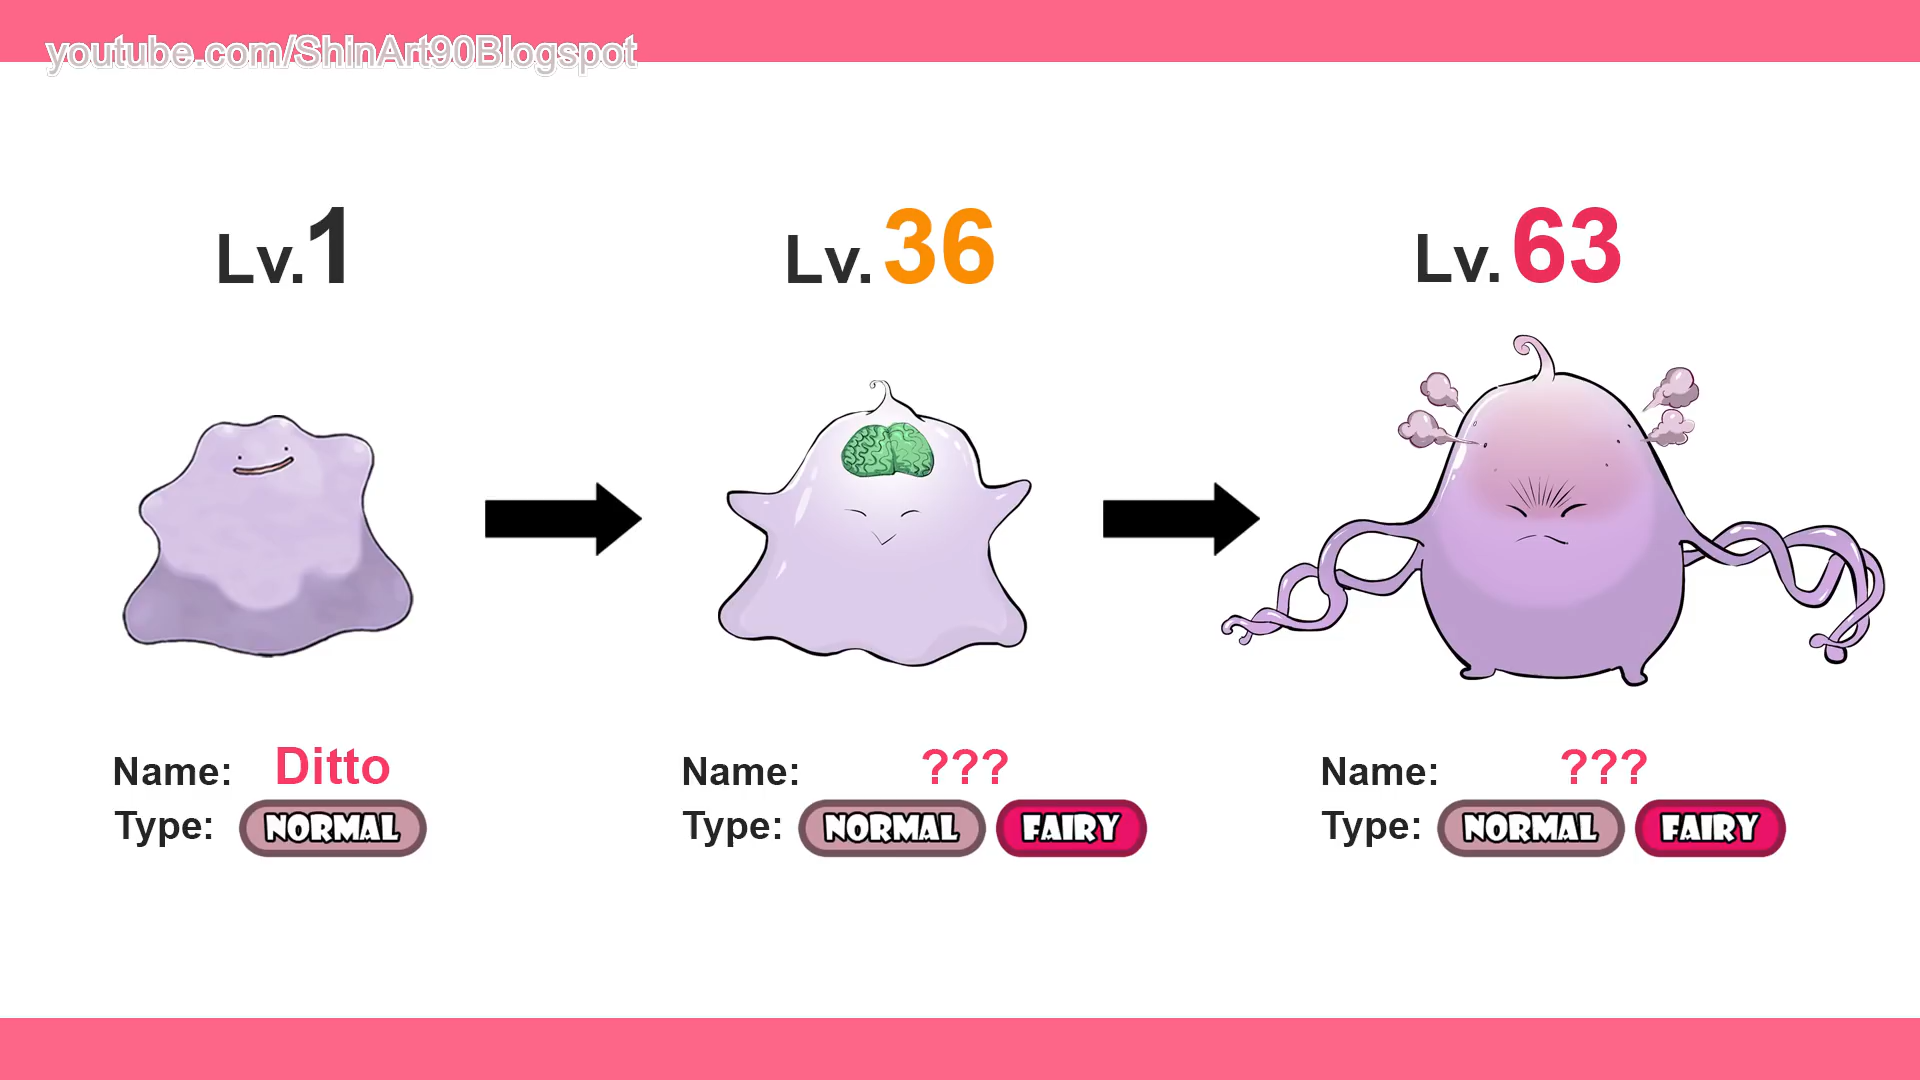 youtube.com/ShinArt90Blogspot
Lv.1
Lv.36
Lv.63
Name: Ditto
Type: NORMAL
Name: ???
Type: NORMAL FAIRY
Name: ???
Type: NORMAL FAIRY